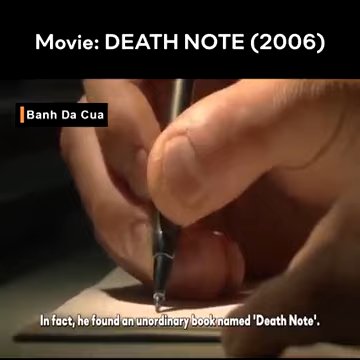 Movie: DEATH NOTE (2006)
Banh Da Cua
In fact, he found an unordinary book named 'Death Note'.